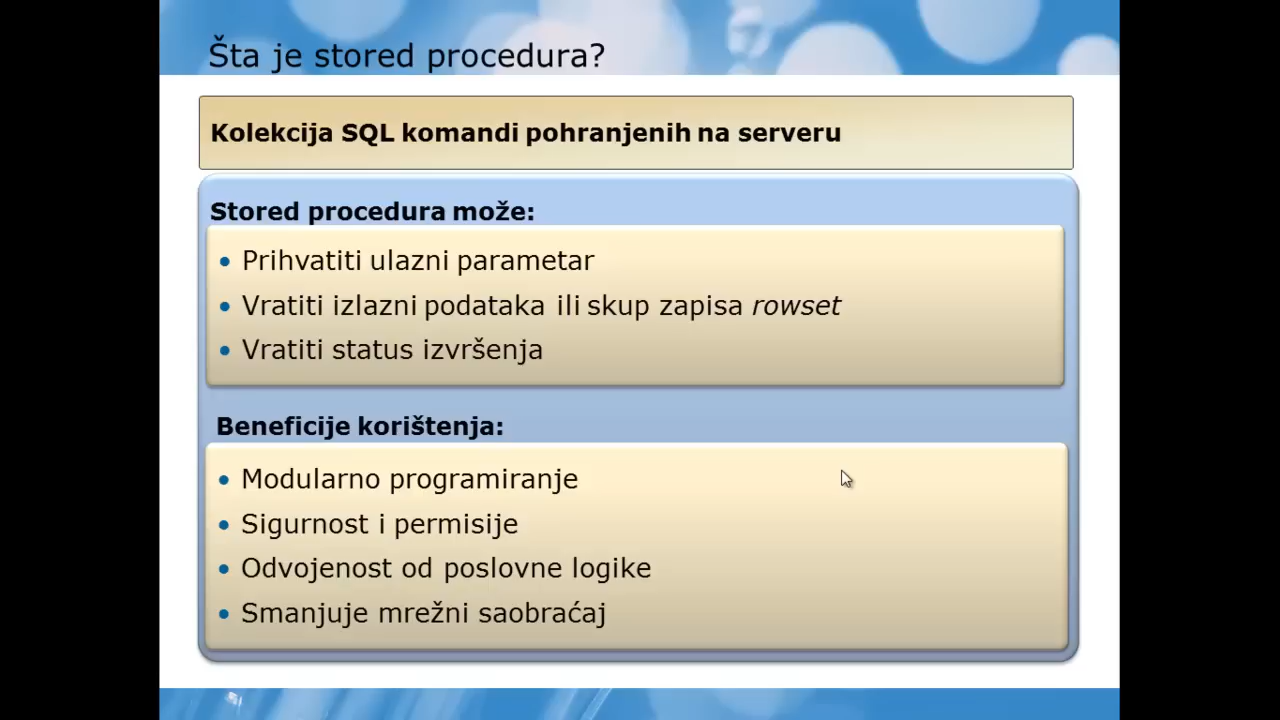 Šta je stored procedura?
Kolekcija SQL komandi pohranjenih na serveru
Stored procedura može:
Prihvatiti ulazni parametar
Vratiti izlazni podataka ili skup zapisa rowset
Vratiti status izvršenja
Beneficije korištenja:
Modularno programiranje
Sigurnost i permisije
Odvojenost od poslovne logike
Smanjuje mrežni saobraćaj